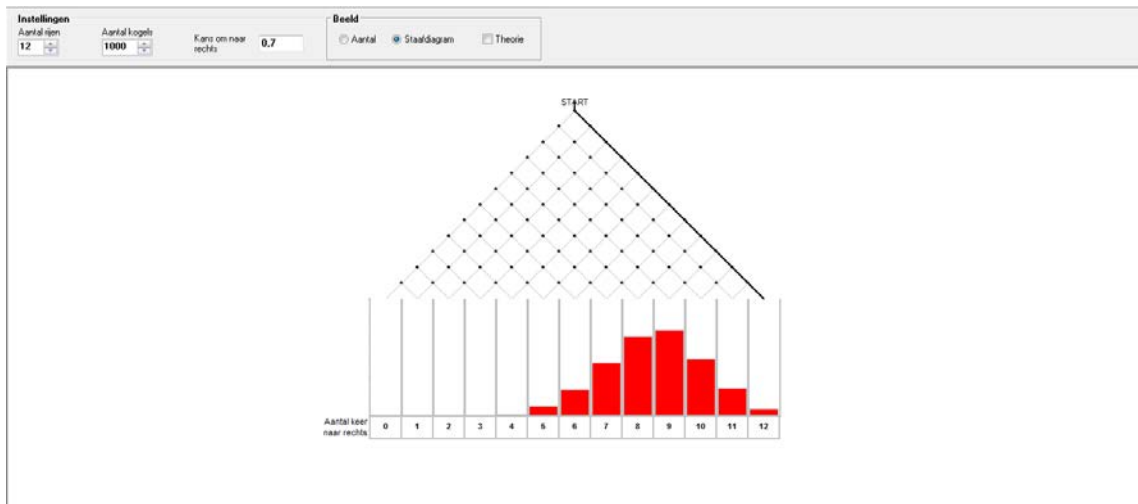 Instellingen
Aantal rijen
12
Aantal kogels
1000
Kans om naar
rechts
0,7
Beeld
Aantal
Staafdiagram
Theorie
START
Aantal keer
naar rechts
0 1 2 3 4 5 6 7 8 9 10 11 12